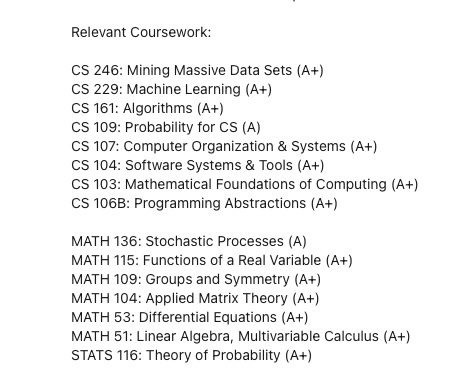 Relevant Coursework:
CS 246: Mining Massive Data Sets (A+)
CS 229: Machine Learning (A+)
CS 161: Algorithms (A+)
CS 109: Probability for CS (A)
CS 107: Computer Organization & Systems (A+)
CS 104: Software Systems & Tools (A+)
CS 103: Mathematical Foundations of Computing (A+)
CS 106B: Programming Abstractions (A+)
MATH 136: Stochastic Processes (A)
MATH 115: Functions of a Real Variable (A+)
MATH 109: Groups and Symmetry (A+)
MATH 104: Applied Matrix Theory (A+)
MATH 53: Differential Equations (A+)
MATH 51: Linear Algebra, Multivariable Calculus (A+)
STATS 116: Theory of Probability (A+)